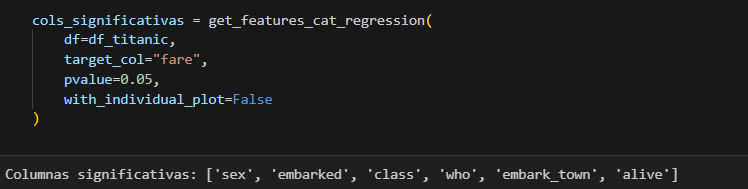 cols_significativas = get_features_cat_regression(
    df=df_titanic,
    target_col="fare",
    pvalue=0.05,
    with_individual_plot=False
)
Columnas significativas: ['sex', 'embarked', 'class', 'who', 'embark_town', 'alive']